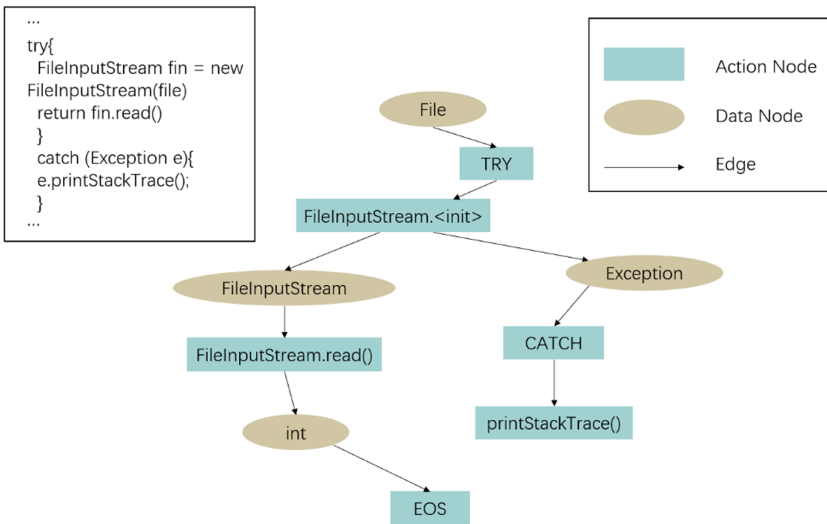 ...
try{
FileInputStream fin = new
FileInputStream(file)
return fin.read()
}
catch (Exception e){
e.printStackTrace();
}
...
Action Node
Data Node
Edge
File
TRY
FileInputStream.<init>
FileInputStream
Exception
FileInputStream.read()
CATCH
int
printStackTrace()
EOS